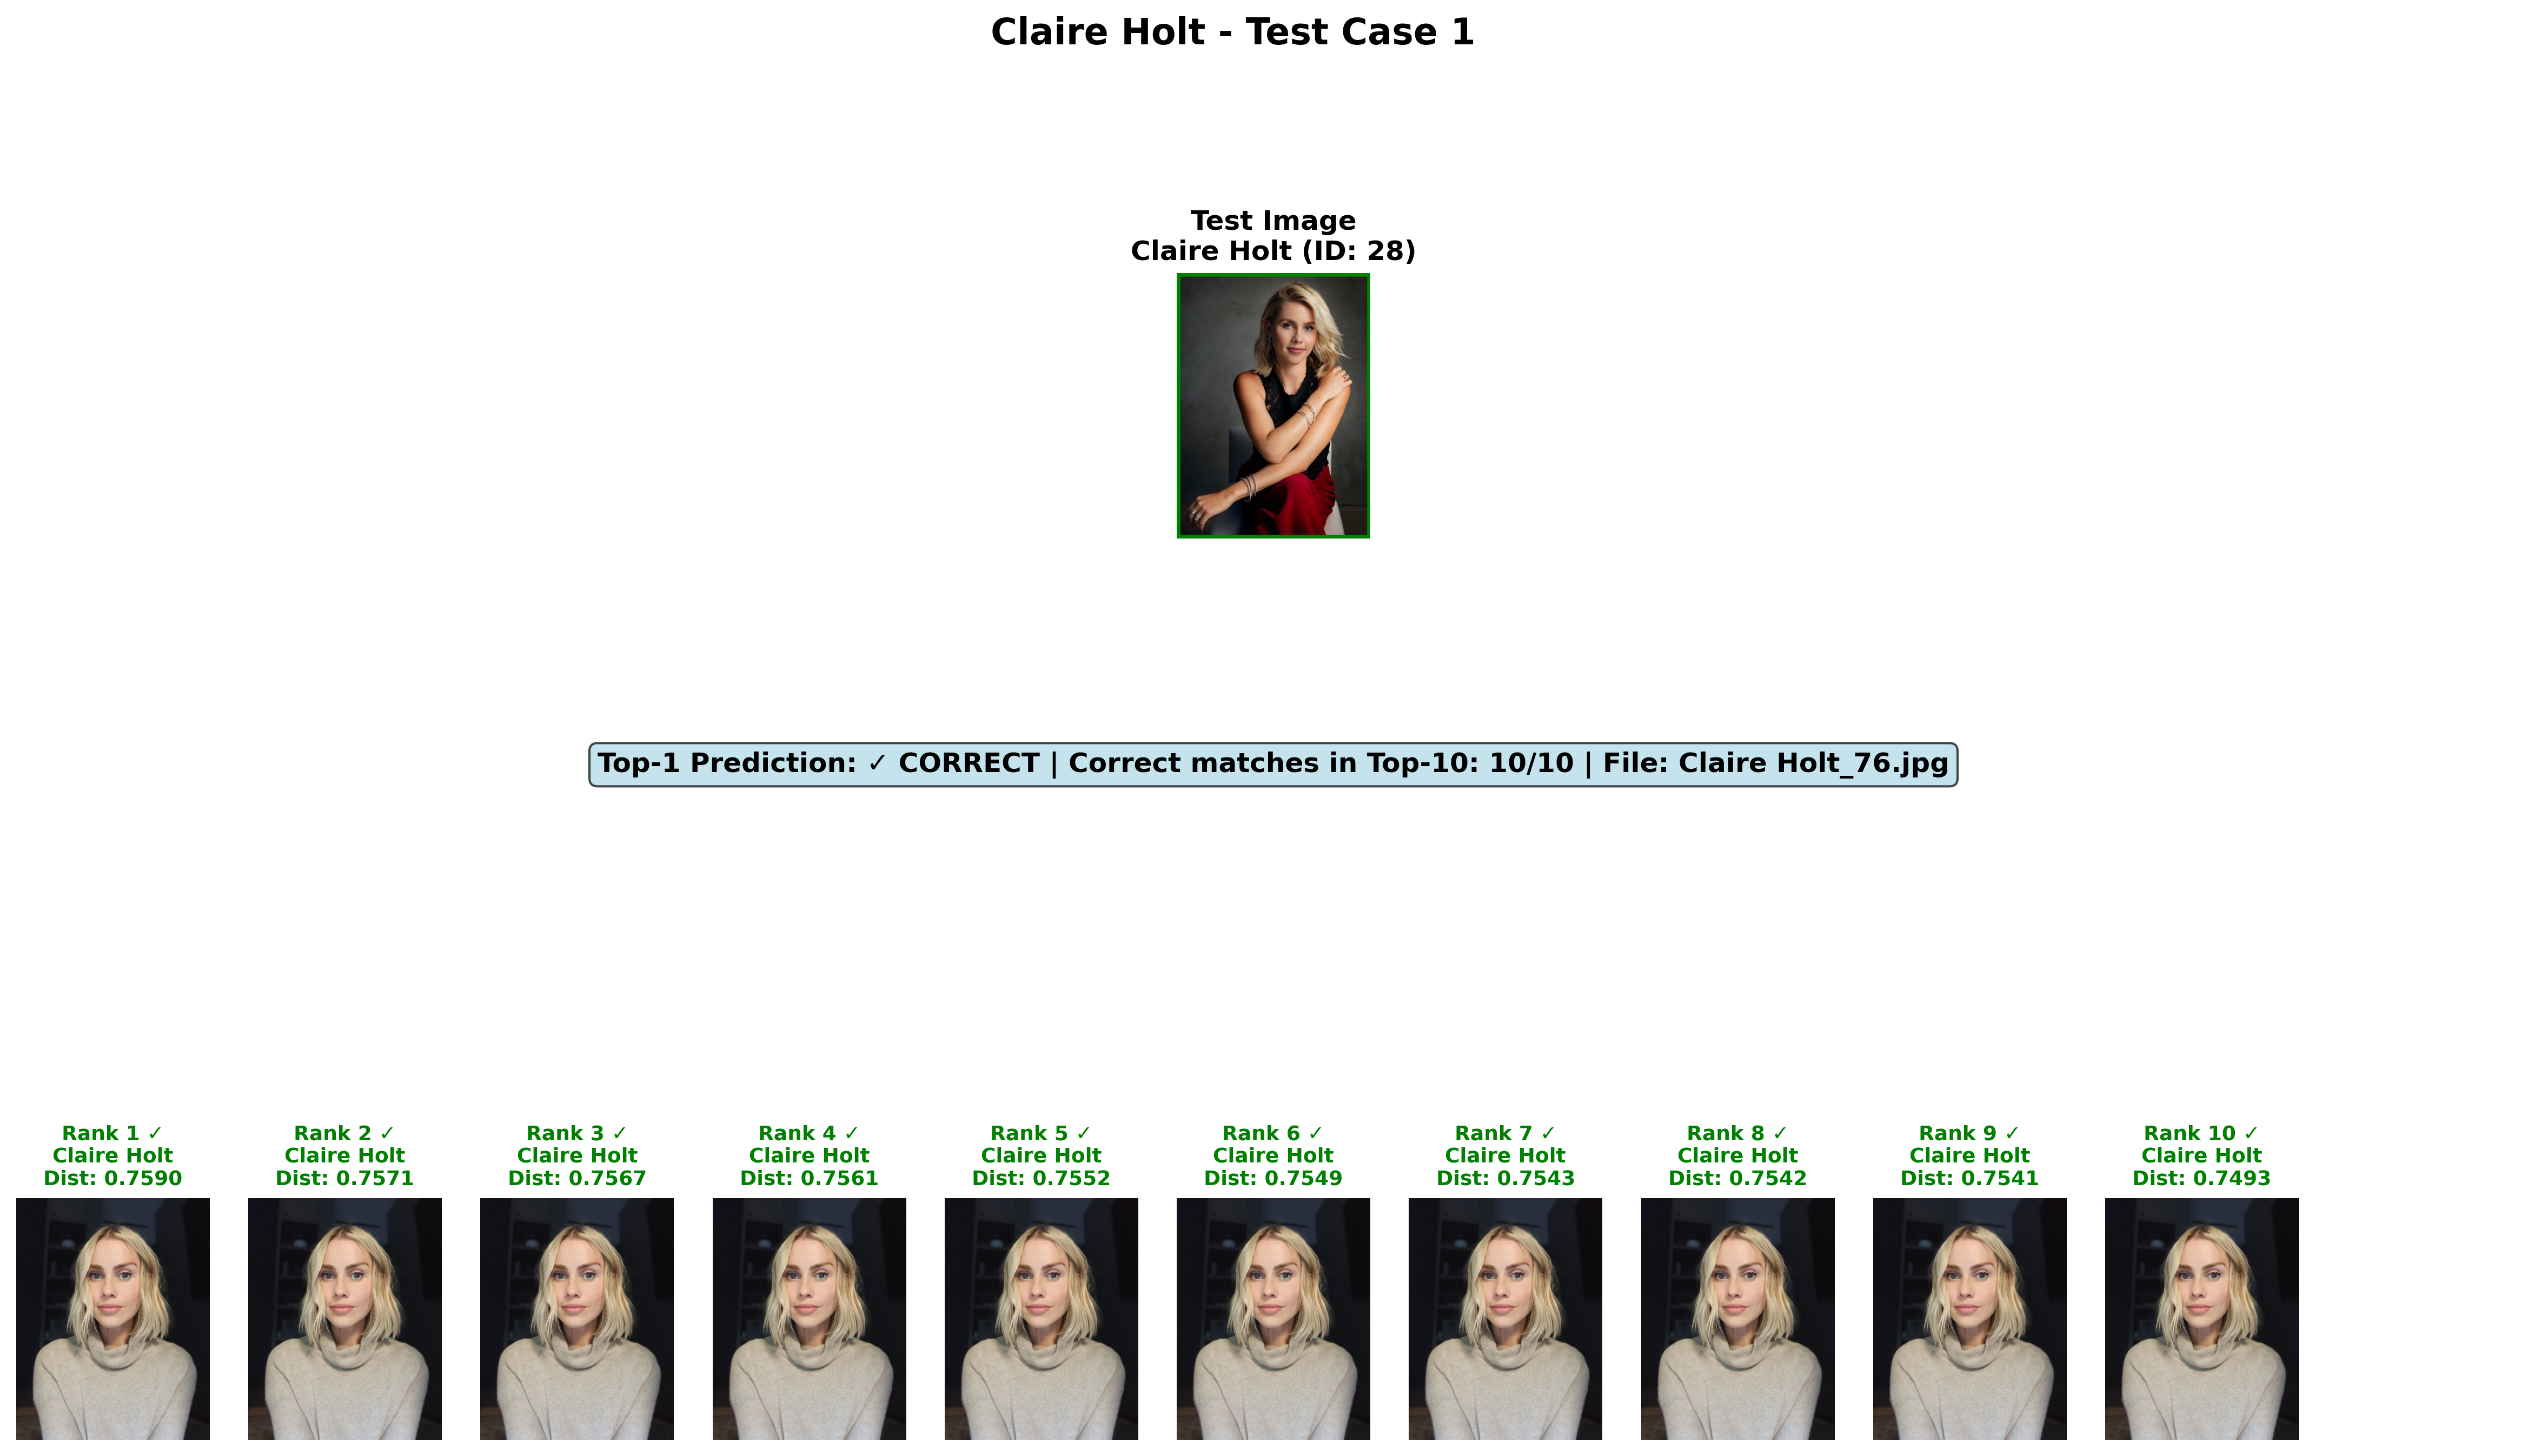 Claire Holt - Test Case 1
Test Image
Claire Holt (ID: 28)
Top-1 Prediction: ✓ CORRECT | Correct matches in Top-10: 10/10 | File: Claire Holt_76.jpg
Rank 1 ✓
Claire Holt
Dist: 0.7590
Rank 2 ✓
Claire Holt
Dist: 0.7571
Rank 3 ✓
Claire Holt
Dist: 0.7567
Rank 4 ✓
Claire Holt
Dist: 0.7561
Rank 5 ✓
Claire Holt
Dist: 0.7552
Rank 6 ✓
Claire Holt
Dist: 0.7549
Rank 7 ✓
Claire Holt
Dist: 0.7543
Rank 8 ✓
Claire Holt
Dist: 0.7542
Rank 9 ✓
Claire Holt
Dist: 0.7541
Rank 10 ✓
Claire Holt
Dist: 0.7493